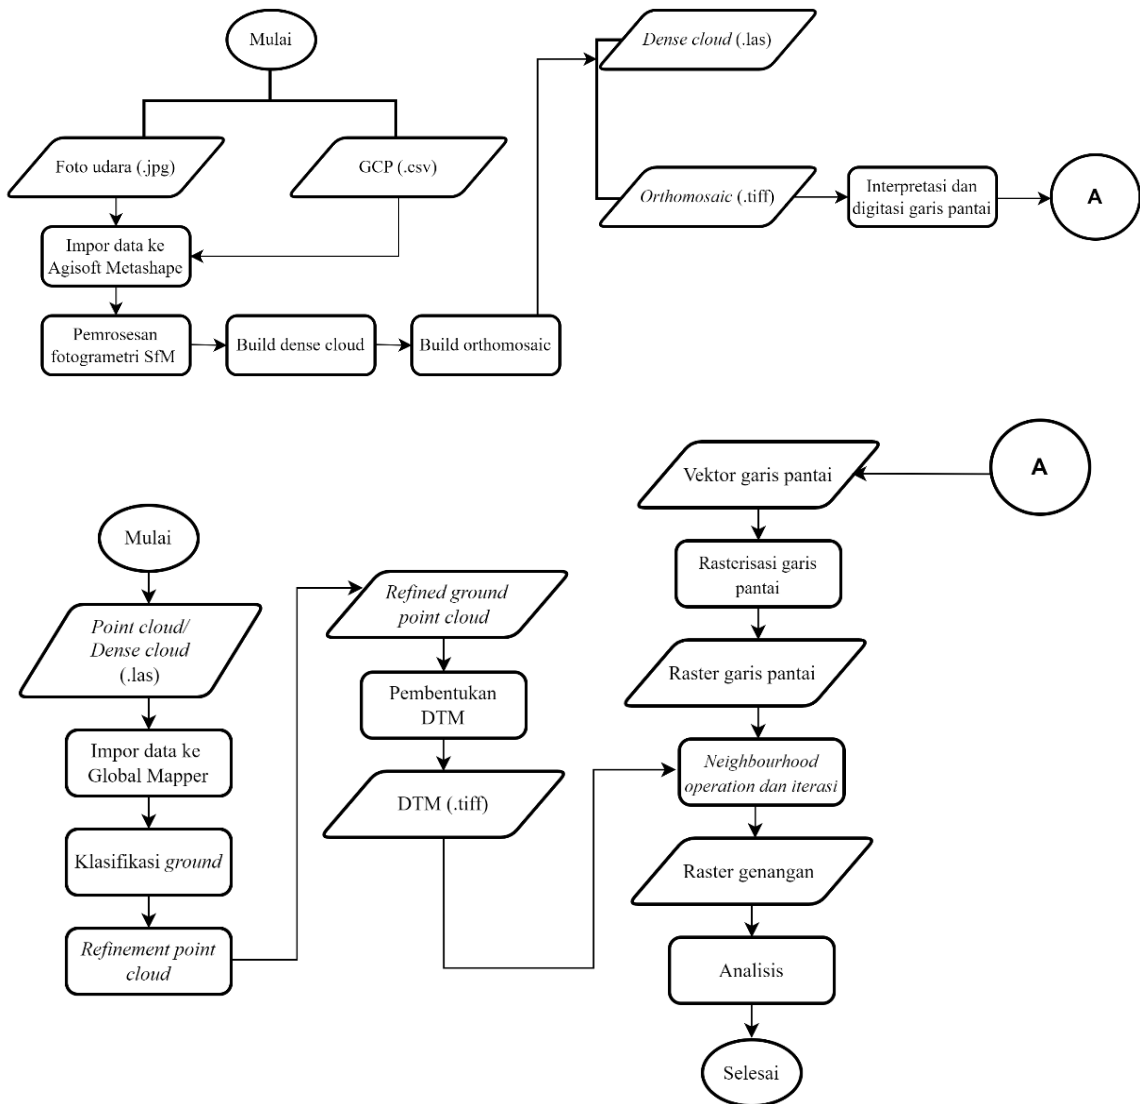 Mulai
Foto udara (.jpg)
GCP (.csv)
Impor data ke
Agisoft Metashape
Pemrosesan
fotogrametri SfM
Build dense cloud
Build orthomosaic
Dense cloud (.las)
Orthomosaic (.tiff)
Interpretasi dan
digitasi garis pantai
A
Mulai
Point cloud/
Dense cloud
(.las)
Impor data ke
Global Mapper
Klasifikasi ground
Refinement point
cloud
Refined ground
point cloud
Pembentukan
DTM
DTM (.tiff)
A
Vektor garis pantai
Rasterisasi garis
pantai
Raster garis pantai
Neighbourhood
operation dan iterasi
Raster genangan
Analisis
Selesai